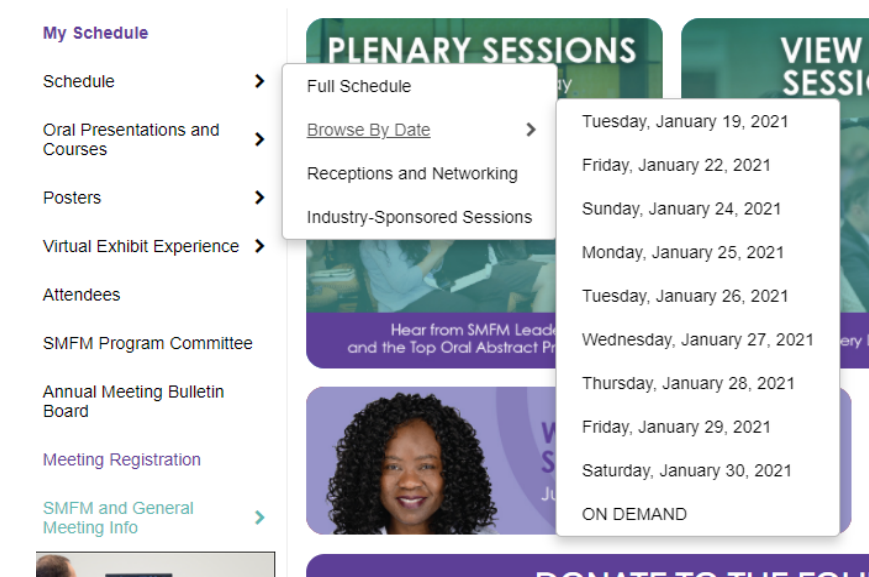 My Schedule
Schedule
Oral Presentations and
Courses
Posters
Virtual Exhibit Experience
Attendees
SMFM Program Committee
Annual Meeting Bulletin
Board
Meeting Registration
SMFM and General
Meeting Info
Full Schedule
Browse By Date
Receptions and Networking
Industry-Sponsored Sessions
Tuesday, January 19, 2021
Friday, January 22, 2021
Sunday, January 24, 2021
Monday, January 25, 2021
Tuesday, January 26, 2021
Wednesday, January 27, 2021
Thursday, January 28, 2021
Friday, January 29, 2021
Saturday, January 30, 2021
ON DEMAND
PLENARY SESSIONS
Hear from SMFM
and the Top Oral Abstract
VIEW
DONATE TO THE